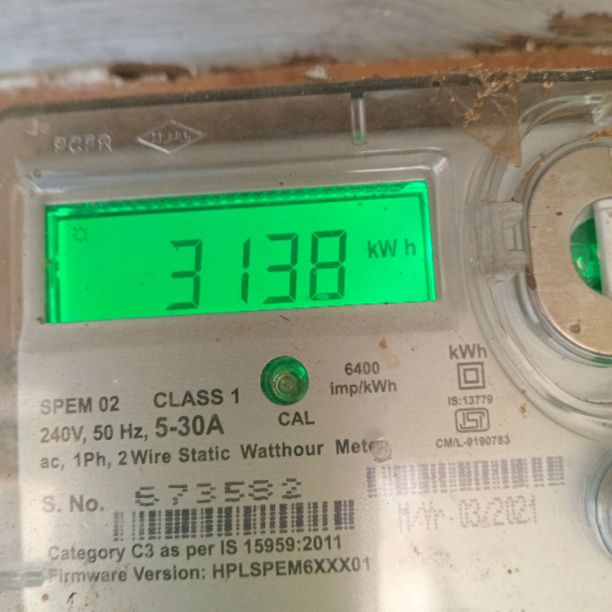 PCER
3138 kWh
6400
imp/kWh
kWh
SPEM 02 CLASS 1
CAL
IS:13779
240V, 50 Hz, 5-30A
CM/L-9190783
ac, 1Ph, 2 Wire Static Watthour Meter
S. No. 673582
M/Yr 03/2021
Category C3 as per IS 15959:2011
Firmware Version: HPLSPEM6XXX01